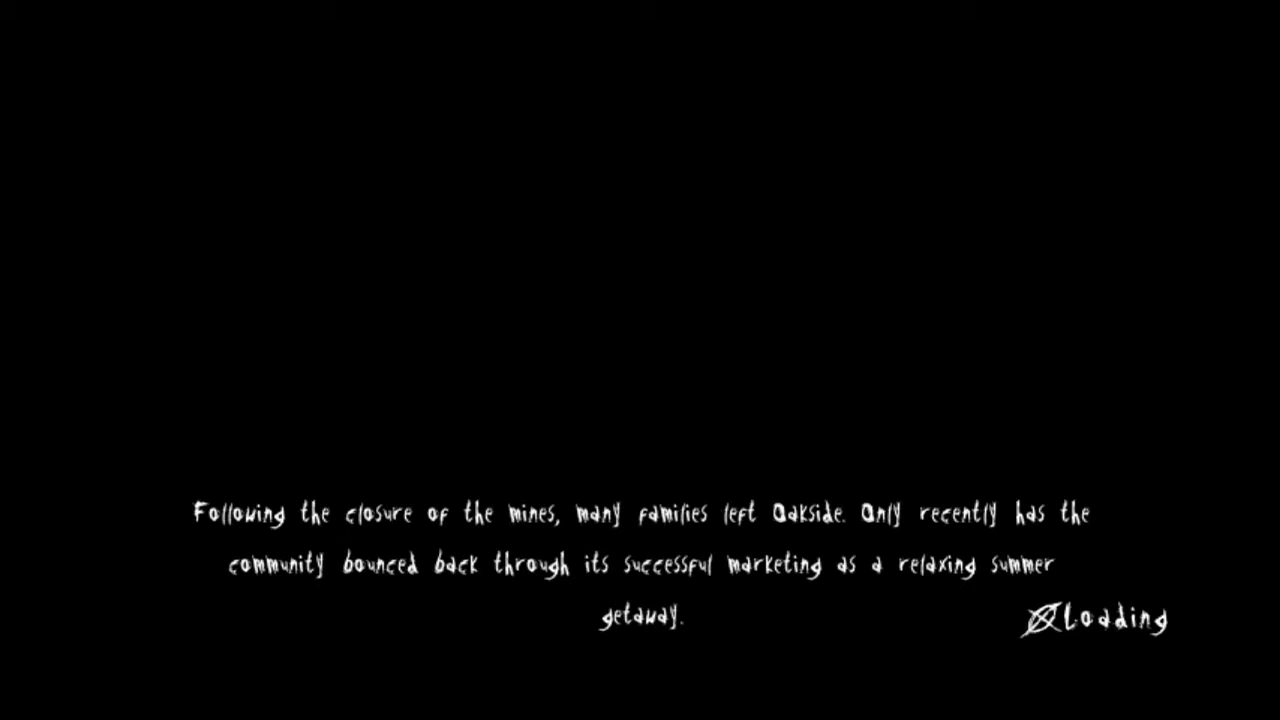 Following the closure of the mines, many families left Oakside. Only recently has the
community bounced back through its successful marketing as a relaxing summer
getaway.
Loading